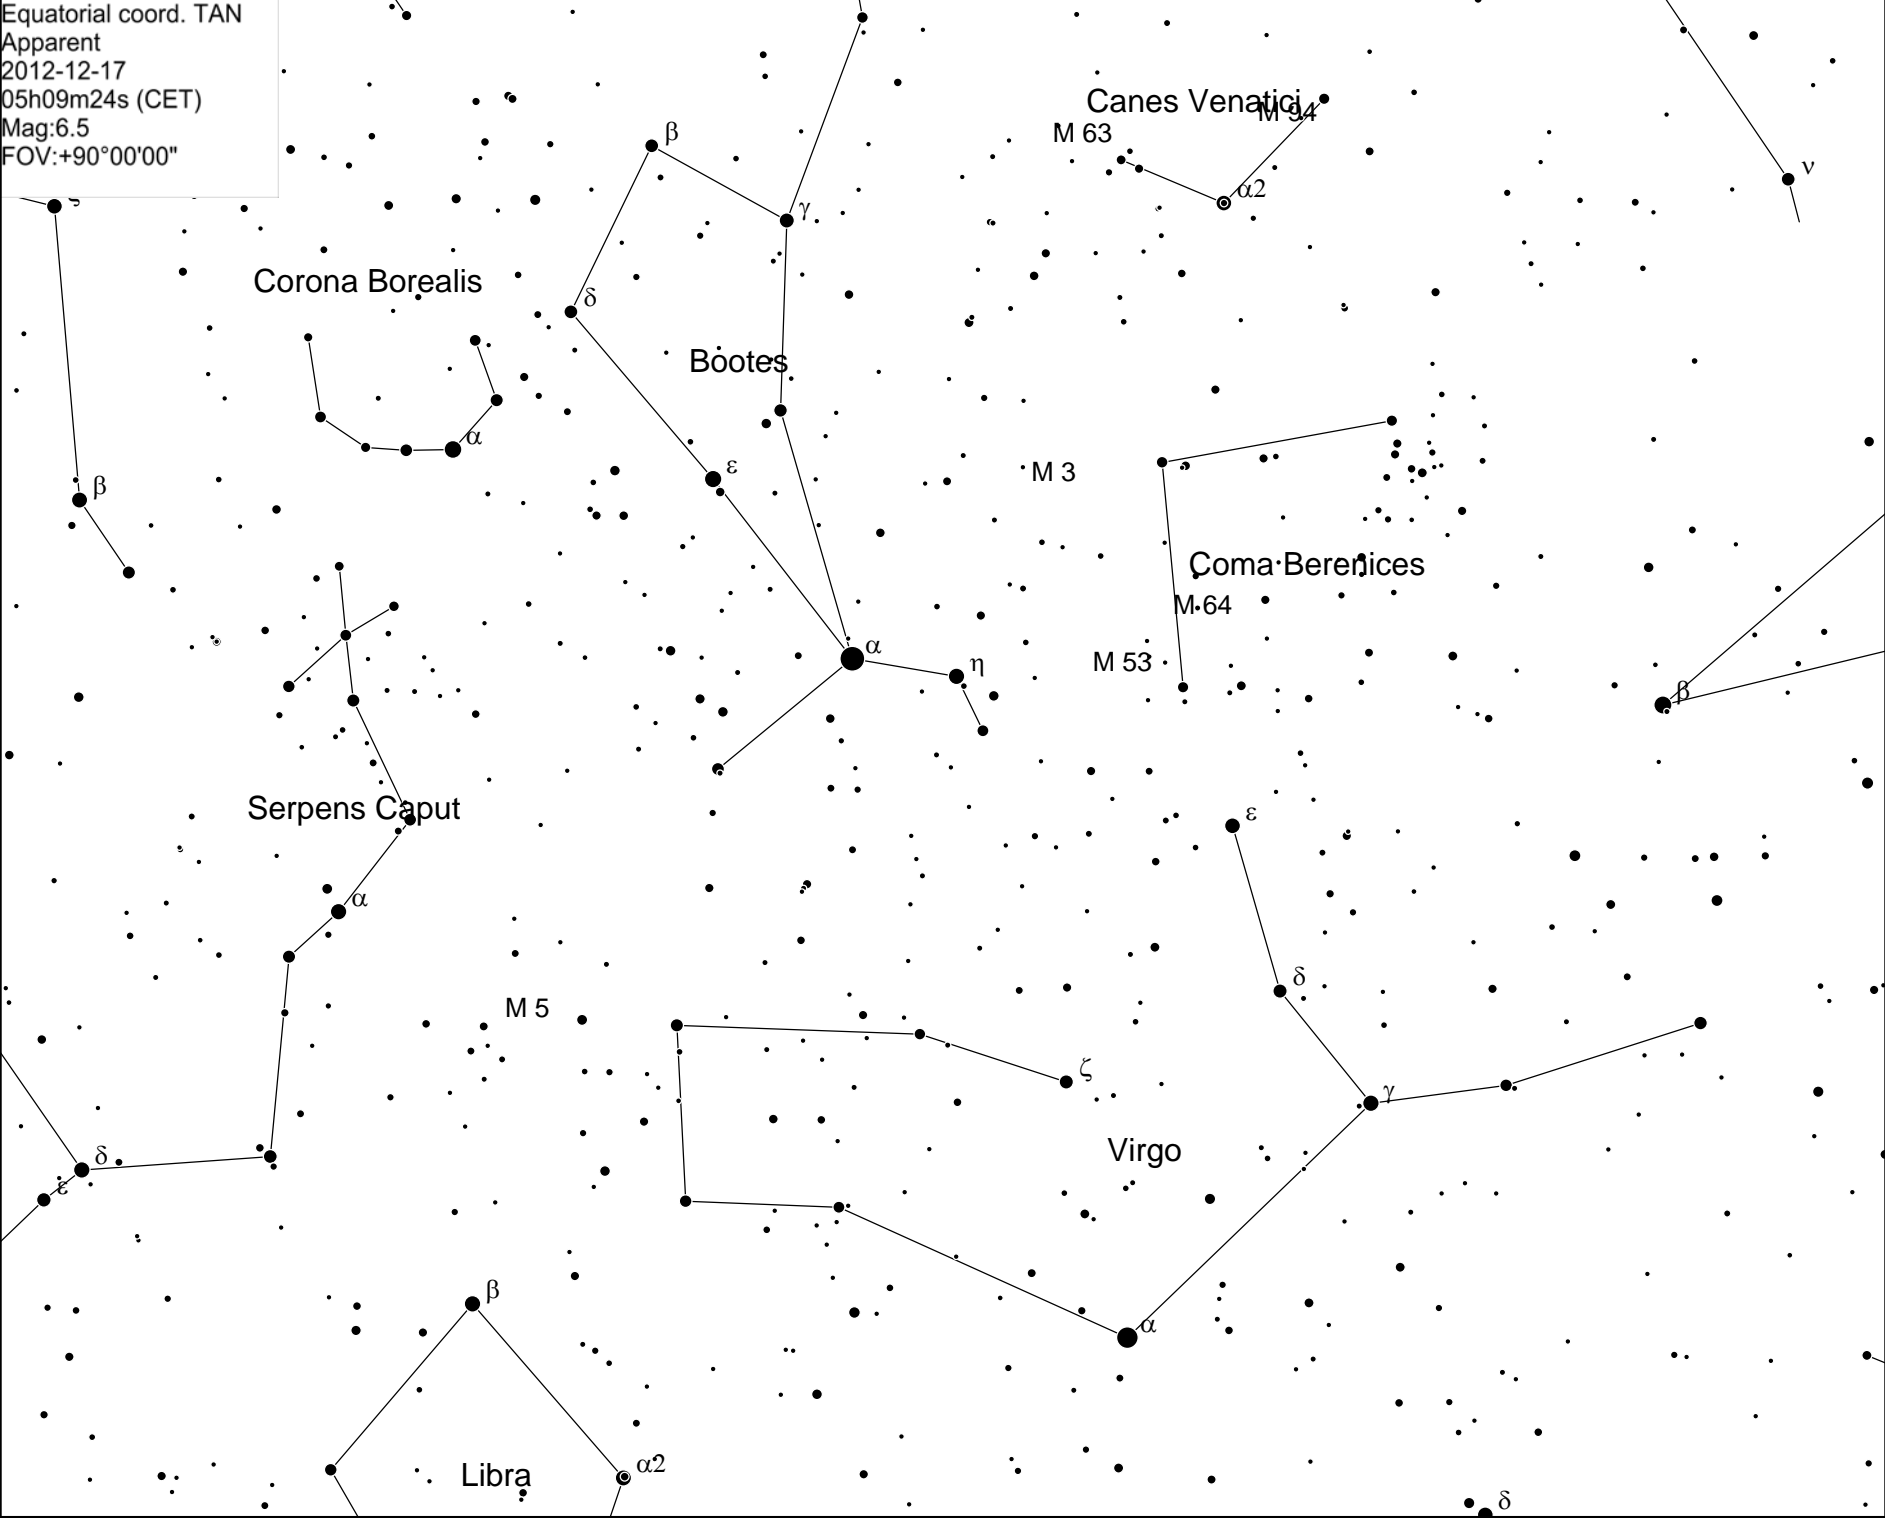 Equatorial coord. TAN
Apparent
2012-12-17
05h09m24s (CET)
Mag:6.5
FOV:+90°00'00"
Canes Venatici
M 94
M 63
β
ν
α2
γ
Corona Borealis
δ
Bootes
α
ε
M 3
β
Coma Berenices
M 64
α
M 53
η
β
Serpens Caput
ε
α
δ
M 5
ζ
γ
Virgo
δ
ε
β
α
Libra
α2
δ